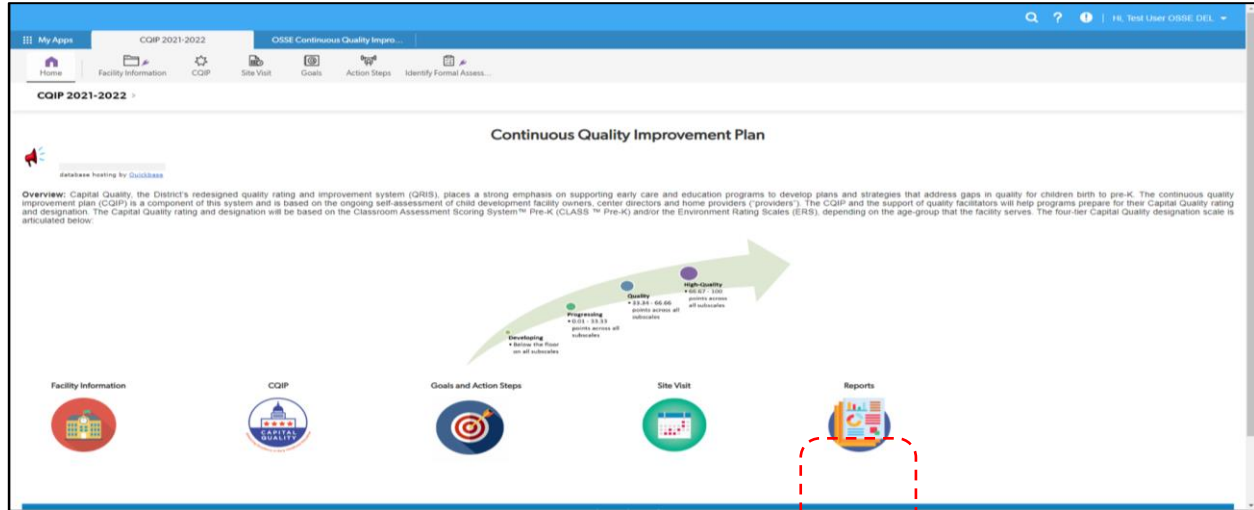 Hi, Test User OSSE DEL
My Apps
CQIP 2021-2022
OSSE Continuous Quality Impro...
Home
Facility Information
CQIP
Site Visit
Goals
Action Steps
Identify Formal Assess...
CQIP 2021-2022 >
Continuous Quality Improvement Plan
database hosting by Quickbase
Overview: Capital Quality, the District's redesigned quality rating and improvement system (QRIS), places a strong emphasis on supporting early care and education programs to develop plans and strategies that address gaps in quality for children birth to pre-K. The continuous quality
improvement plan (CQIP) is a component of this system and is based on the ongoing self-assessment of child development facility owners, center directors and home providers ("providers"). The CQIP and the support of quality facilitators will help programs prepare for their Capital Quality rating
and designation. The Capital Quality rating and designation will be based on the Classroom Assessment Scoring System™ Pre-K (CLASS ™ Pre-K) and/or the Environment Rating Scales (ERS), depending on the age-group that the facility serves. The four-tier Capital Quality designation scale is
articulated below:
High-Quality
• 66.67 - 100
points across
all subscales
Quality
• 33.34 - 66.66
points across all
subscales
Progressing
• 0.01 - 33.33
points across all
subscales
Developing
• Below the floor
on all subscales
Facility Information
CQIP
Goals and Action Steps
Site Visit
Reports
CAPITAL
QUALITY